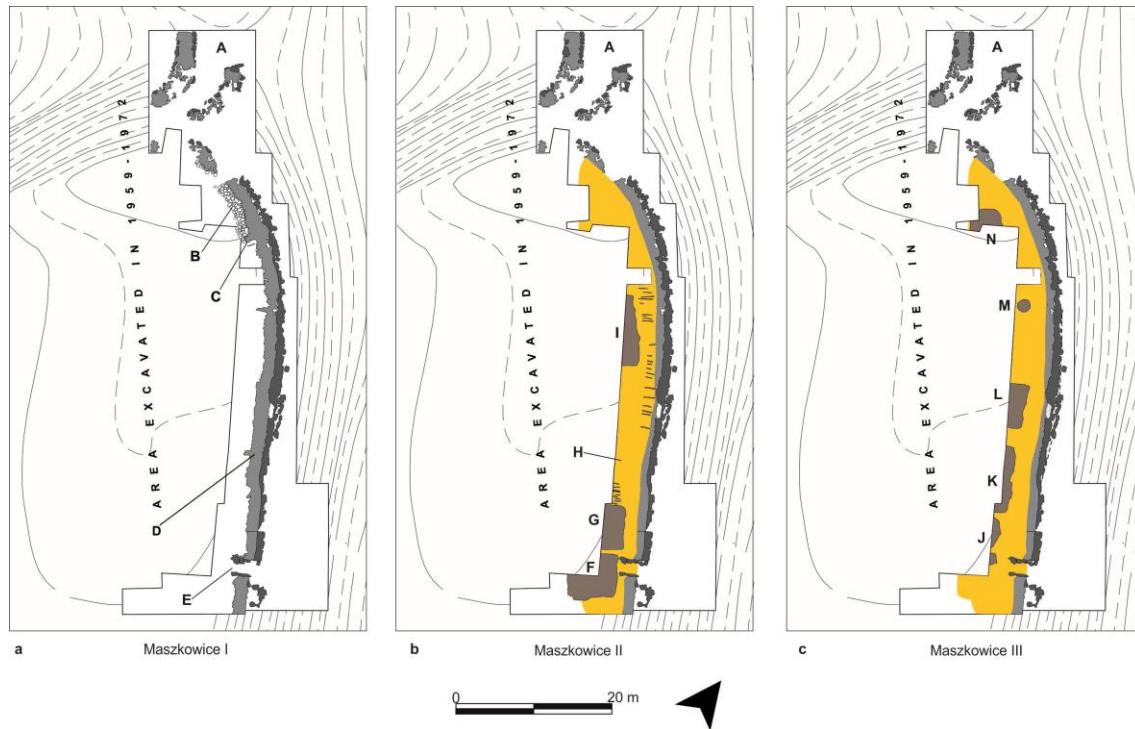 A
AREA EXCAVATED IN 1959-1972
B
C
D
E
a
Maszkowice I
A
AREA EXCAVATED IN 1959-1972
I
H
G
F
b
Maszkowice II
A
AREA EXCAVATED IN 1959-1972
N
M
L
K
J
c
Maszkowice III
0
20 m